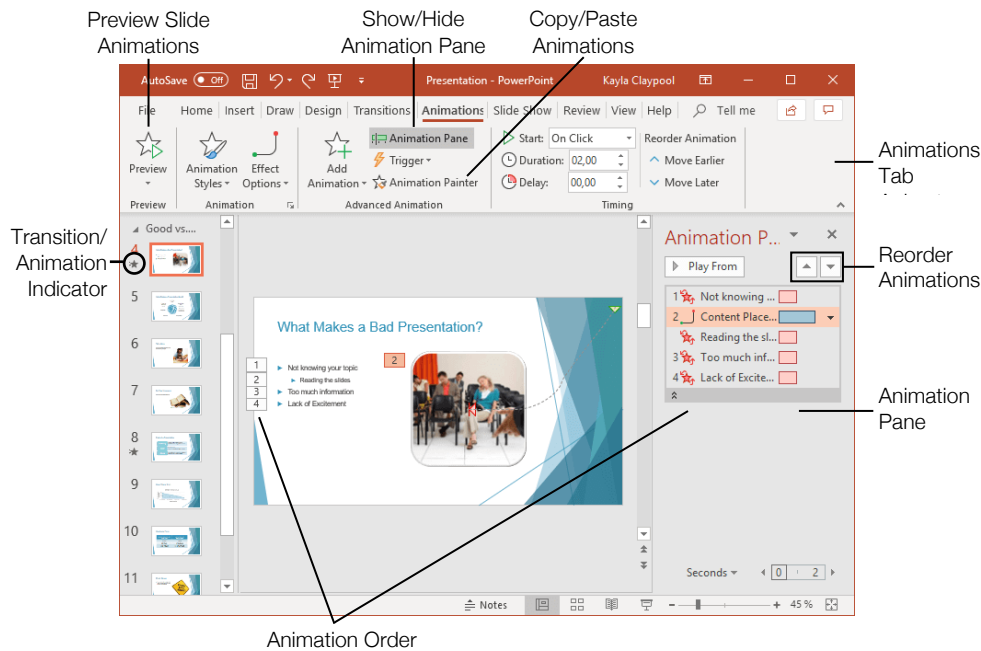 Preview Slide
Animations
Show/Hide
Animation Pane
Copy/Paste
Animations
AutoSave Off
Presentation - PowerPoint
Kayla Claypool
File Home Insert Draw Design Transitions Animations Slide Show Review View Help Tell me
Preview
Animation
Styles
Effect
Options
Add
Animation
Animation Pane
Trigger
Animation Painter
Start: On Click
Duration: 02,00
Delay: 00,00
Reorder Animation
Move Earlier
Move Later
Preview Animation Advanced Animation Timing
Animations
Tab
Transition/
Animation
Indicator
Good vs....
4
5
6
7
8
9
10
11
What Makes a Bad Presentation?
1 Not knowing your topic
2 Reading the slides
3 Too much information
4 Lack of Excitement
2
Animation P...
Play From
1 Not knowing ...
2 Content Place...
Reading the sl...
3 Too much inf...
4 Lack of Excite...
Seconds 0 2
Reorder
Animations
Animation
Pane
Notes
45 %
Animation Order